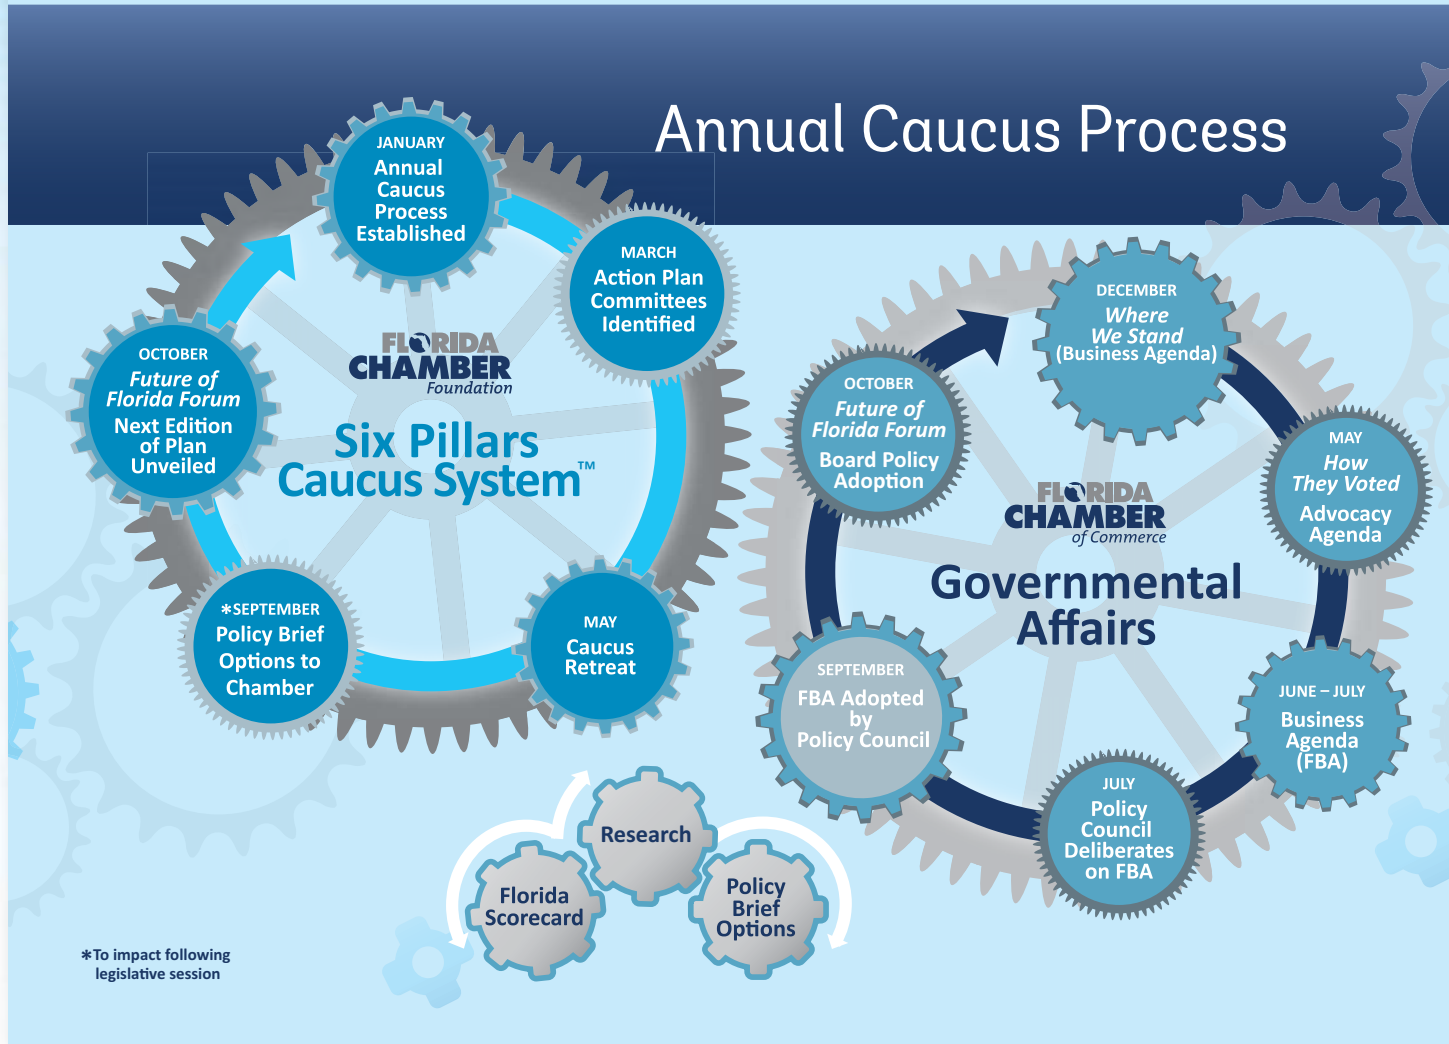 Annual Caucus Process
JANUARY
Annual
Caucus
Process
Established
MARCH
Action Plan
Committees
Identified
MAY
Caucus
Retreat
*SEPTEMBER
Policy Brief
Options to
Chamber
OCTOBER
Future of
Florida Forum
Next Edition
of Plan
Unveiled
FLORIDA
CHAMBER
Foundation
Six Pillars
Caucus System™
DECEMBER
Where
We Stand
(Business Agenda)
MAY
How
They Voted
Advocacy
Agenda
JUNE – JULY
Business
Agenda
(FBA)
JULY
Policy
Council
Deliberates
on FBA
SEPTEMBER
FBA Adopted
by
Policy Council
OCTOBER
Future of
Florida Forum
Board Policy
Adoption
FLORIDA
CHAMBER
of Commerce
Governmental
Affairs
Florida
Scorecard
Research
Policy
Brief
Options
*To impact following
legislative session